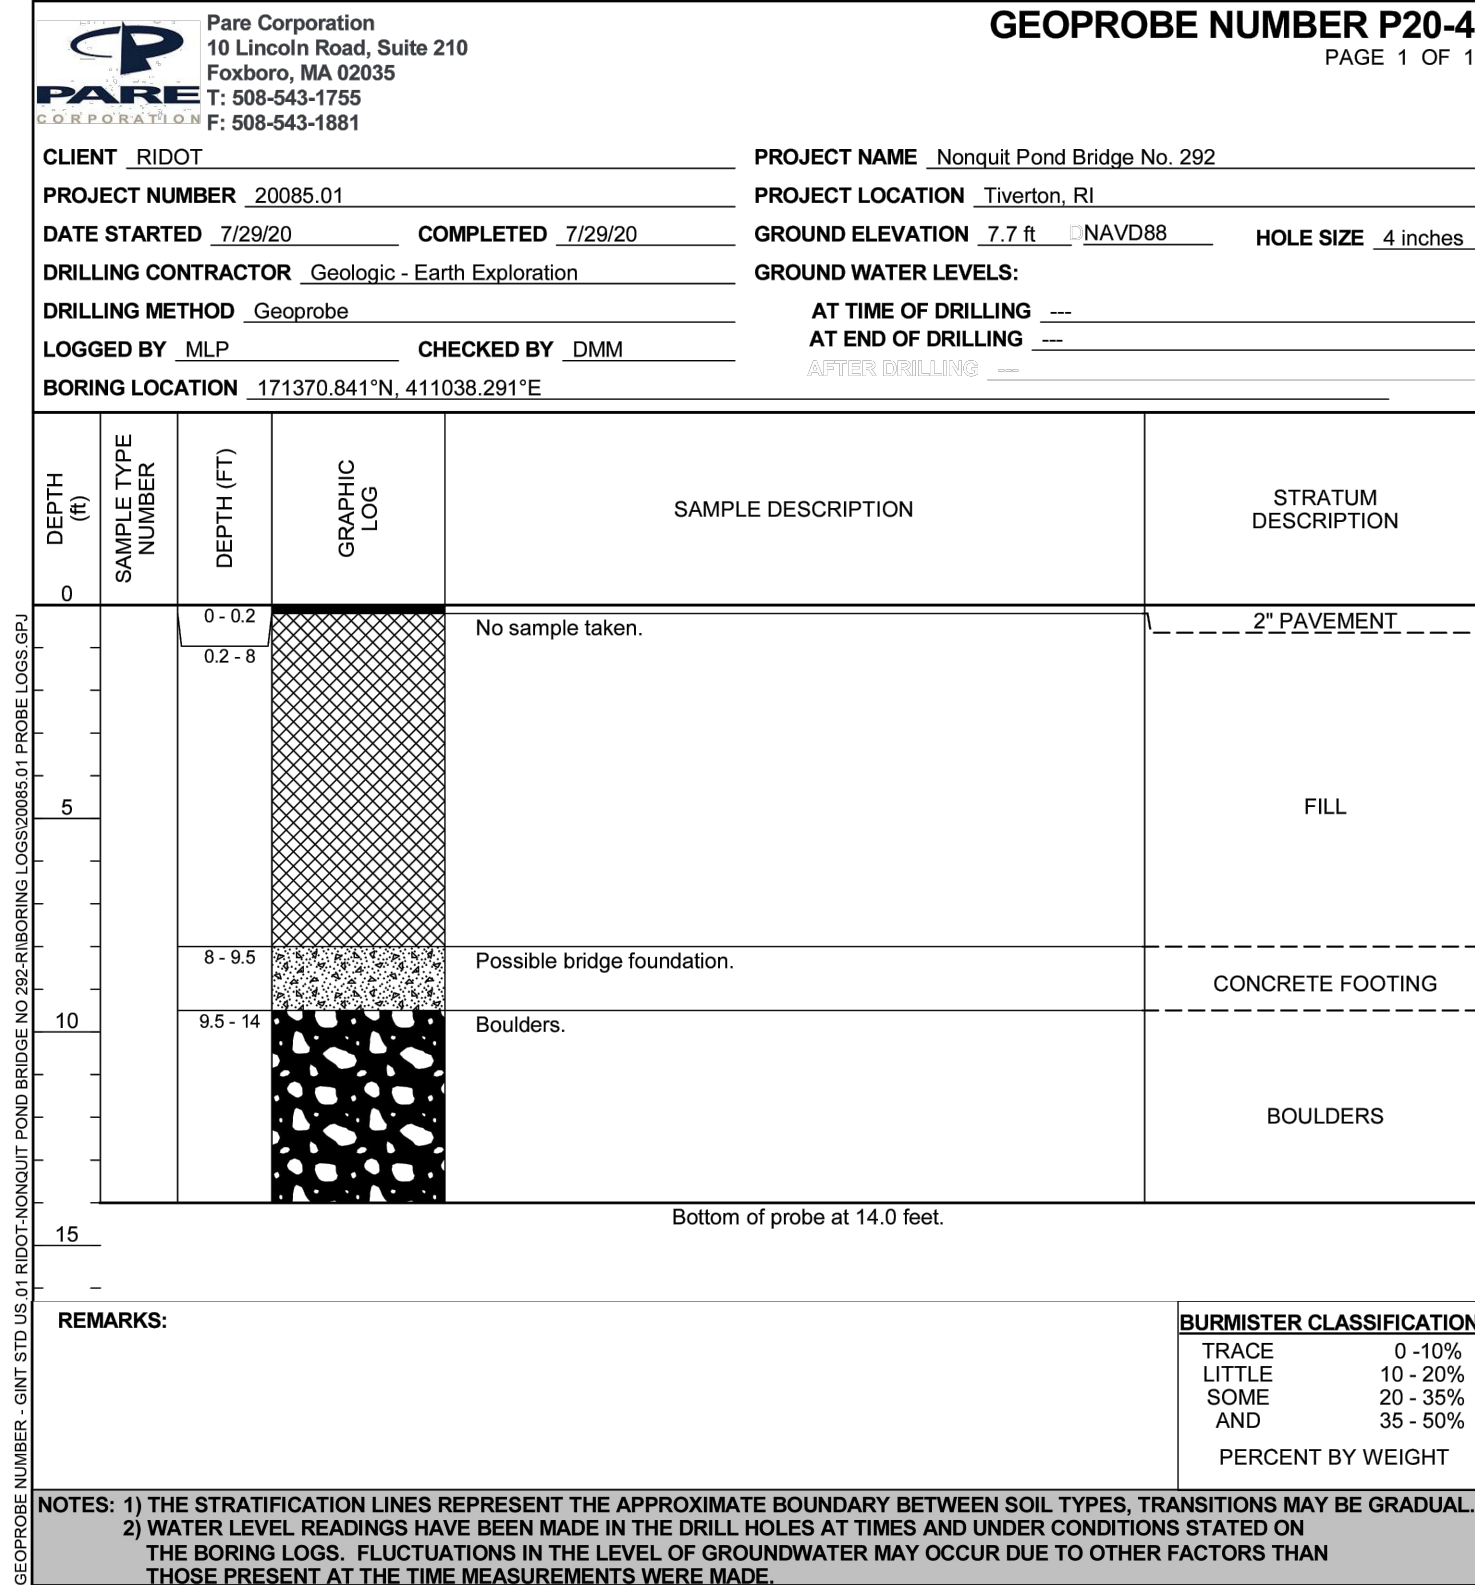 Pare Corporation
10 Lincoln Road, Suite 210
Foxboro, MA 02035
T: 508-543-1755
F: 508-543-1881
PARE
CORPORATION
GEOPROBE NUMBER P20-4
PAGE 1 OF 1
CLIENT RIDOT
PROJECT NAME Nonquit Pond Bridge No. 292
PROJECT NUMBER 20085.01
PROJECT LOCATION Tiverton, RI
DATE STARTED 7/29/20 COMPLETED 7/29/20
GROUND ELEVATION 7.7 ft DNAVD88 HOLE SIZE 4 inches
DRILLING CONTRACTOR Geologic - Earth Exploration
GROUND WATER LEVELS:
DRILLING METHOD Geoprobe
AT TIME OF DRILLING ---
LOGGED BY MLP CHECKED BY DMM
AT END OF DRILLING ---
AFTER DRILLING ---
BORING LOCATION 171370.841°N, 411038.291°E
DEPTH
(ft)
SAMPLE TYPE
NUMBER
DEPTH (FT)
GRAPHIC
LOG
SAMPLE DESCRIPTION
STRATUM
DESCRIPTION
0
0 - 0.2
2" PAVEMENT
No sample taken.
0.2 - 8
5
FILL
8 - 9.5
Possible bridge foundation.
CONCRETE FOOTING
10
9.5 - 14
Boulders.
BOULDERS
Bottom of probe at 14.0 feet.
15
REMARKS:
BURMISTER CLASSIFICATION
TRACE 0 -10%
LITTLE 10 - 20%
SOME 20 - 35%
AND 35 - 50%
PERCENT BY WEIGHT
NOTES: 1) THE STRATIFICATION LINES REPRESENT THE APPROXIMATE BOUNDARY BETWEEN SOIL TYPES, TRANSITIONS MAY BE GRADUAL.
2) WATER LEVEL READINGS HAVE BEEN MADE IN THE DRILL HOLES AT TIMES AND UNDER CONDITIONS STATED ON
THE BORING LOGS. FLUCTUATIONS IN THE LEVEL OF GROUNDWATER MAY OCCUR DUE TO OTHER FACTORS THAN
THOSE PRESENT AT THE TIME MEASUREMENTS WERE MADE.
GEOPROBE NUMBER - GINT STD US.01 RIDOT-NONQUIT POND BRIDGE NO 292-RI\BORING LOGS\20085.01 PROBE LOGS.GPJ